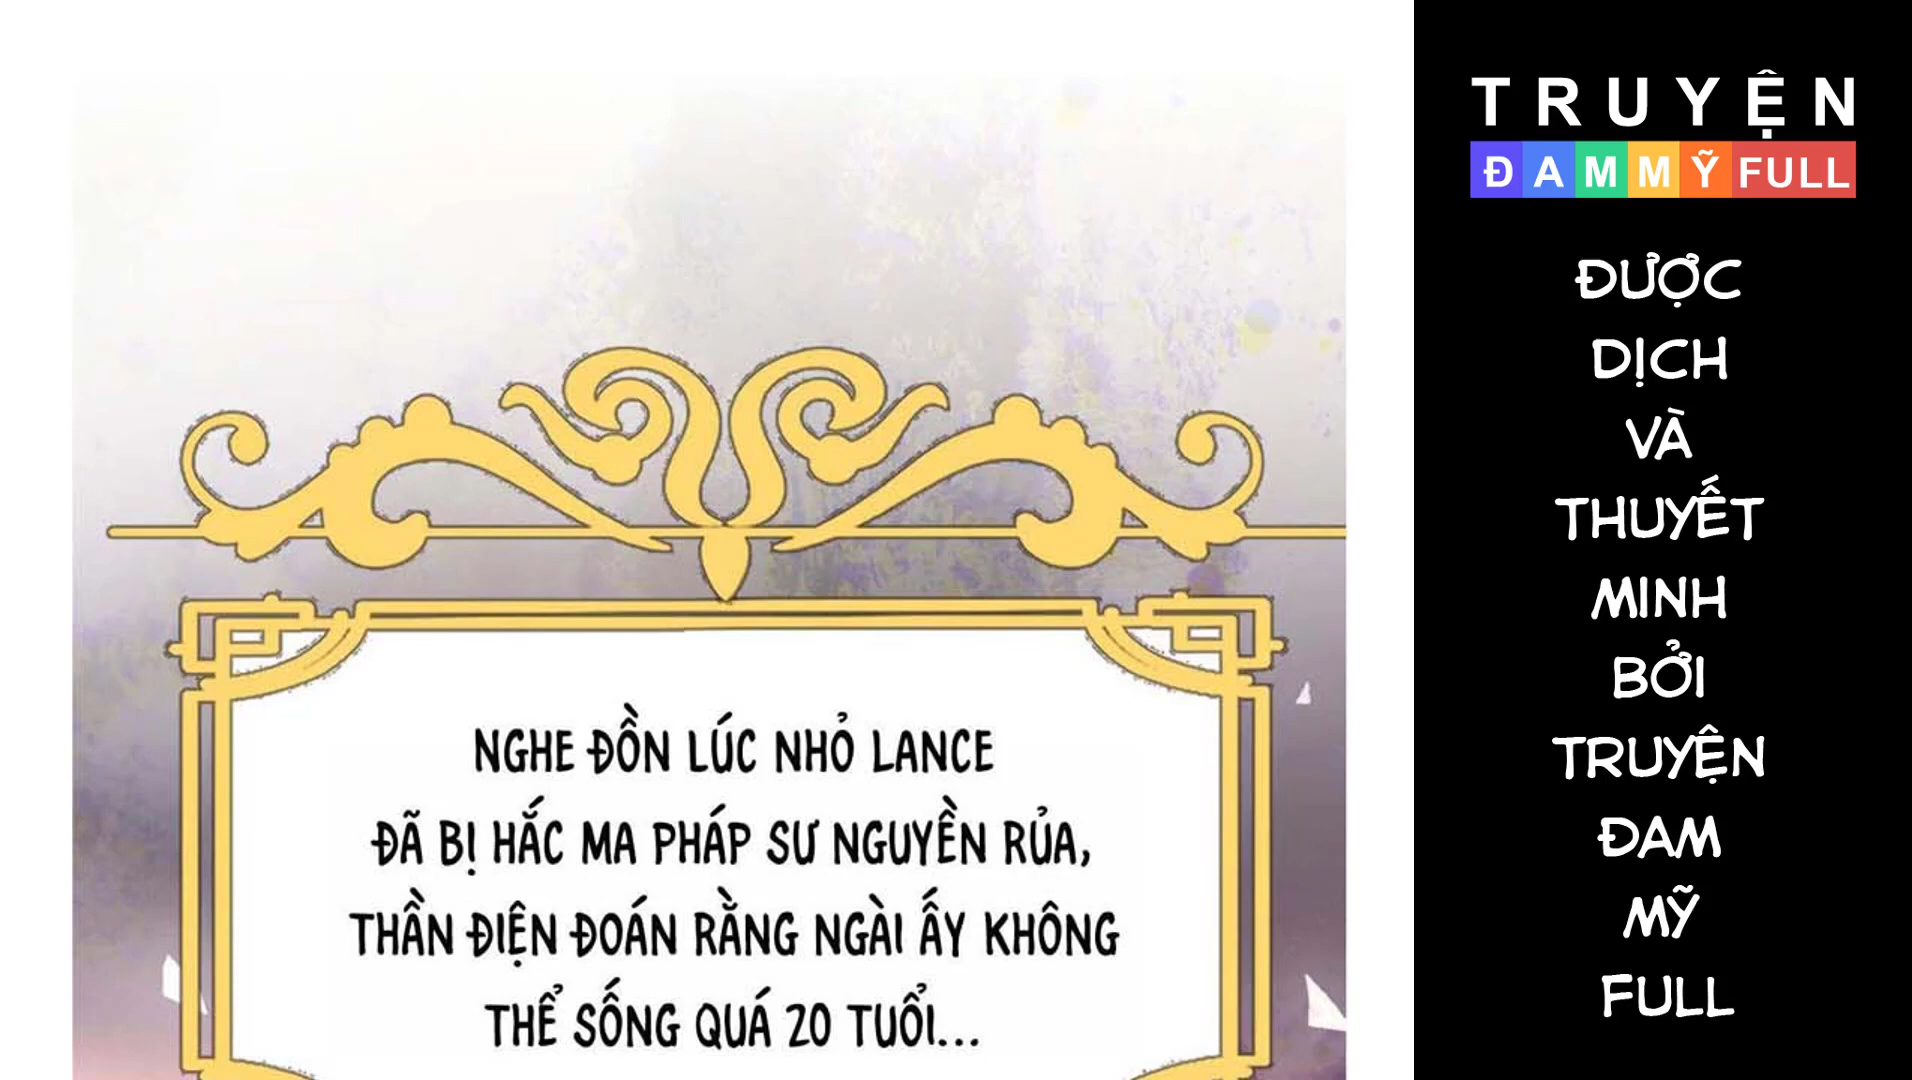 NGHE ĐỒN LÚC NHỎ LANCE
ĐÃ BỊ HẮC MA PHÁP SƯ NGUYỀN RỦA,
THẦN ĐIỆN ĐOÁN RẰNG NGÀI ẤY KHÔNG
THỂ SỐNG QUÁ 20 TUỔI...
TRUYỆN
ĐAMMỸFULL
ĐƯỢC
DỊCH
VÀ
THUYẾT
MINH
BỞI
TRUYỆN
ĐAM
MỸ
FULL